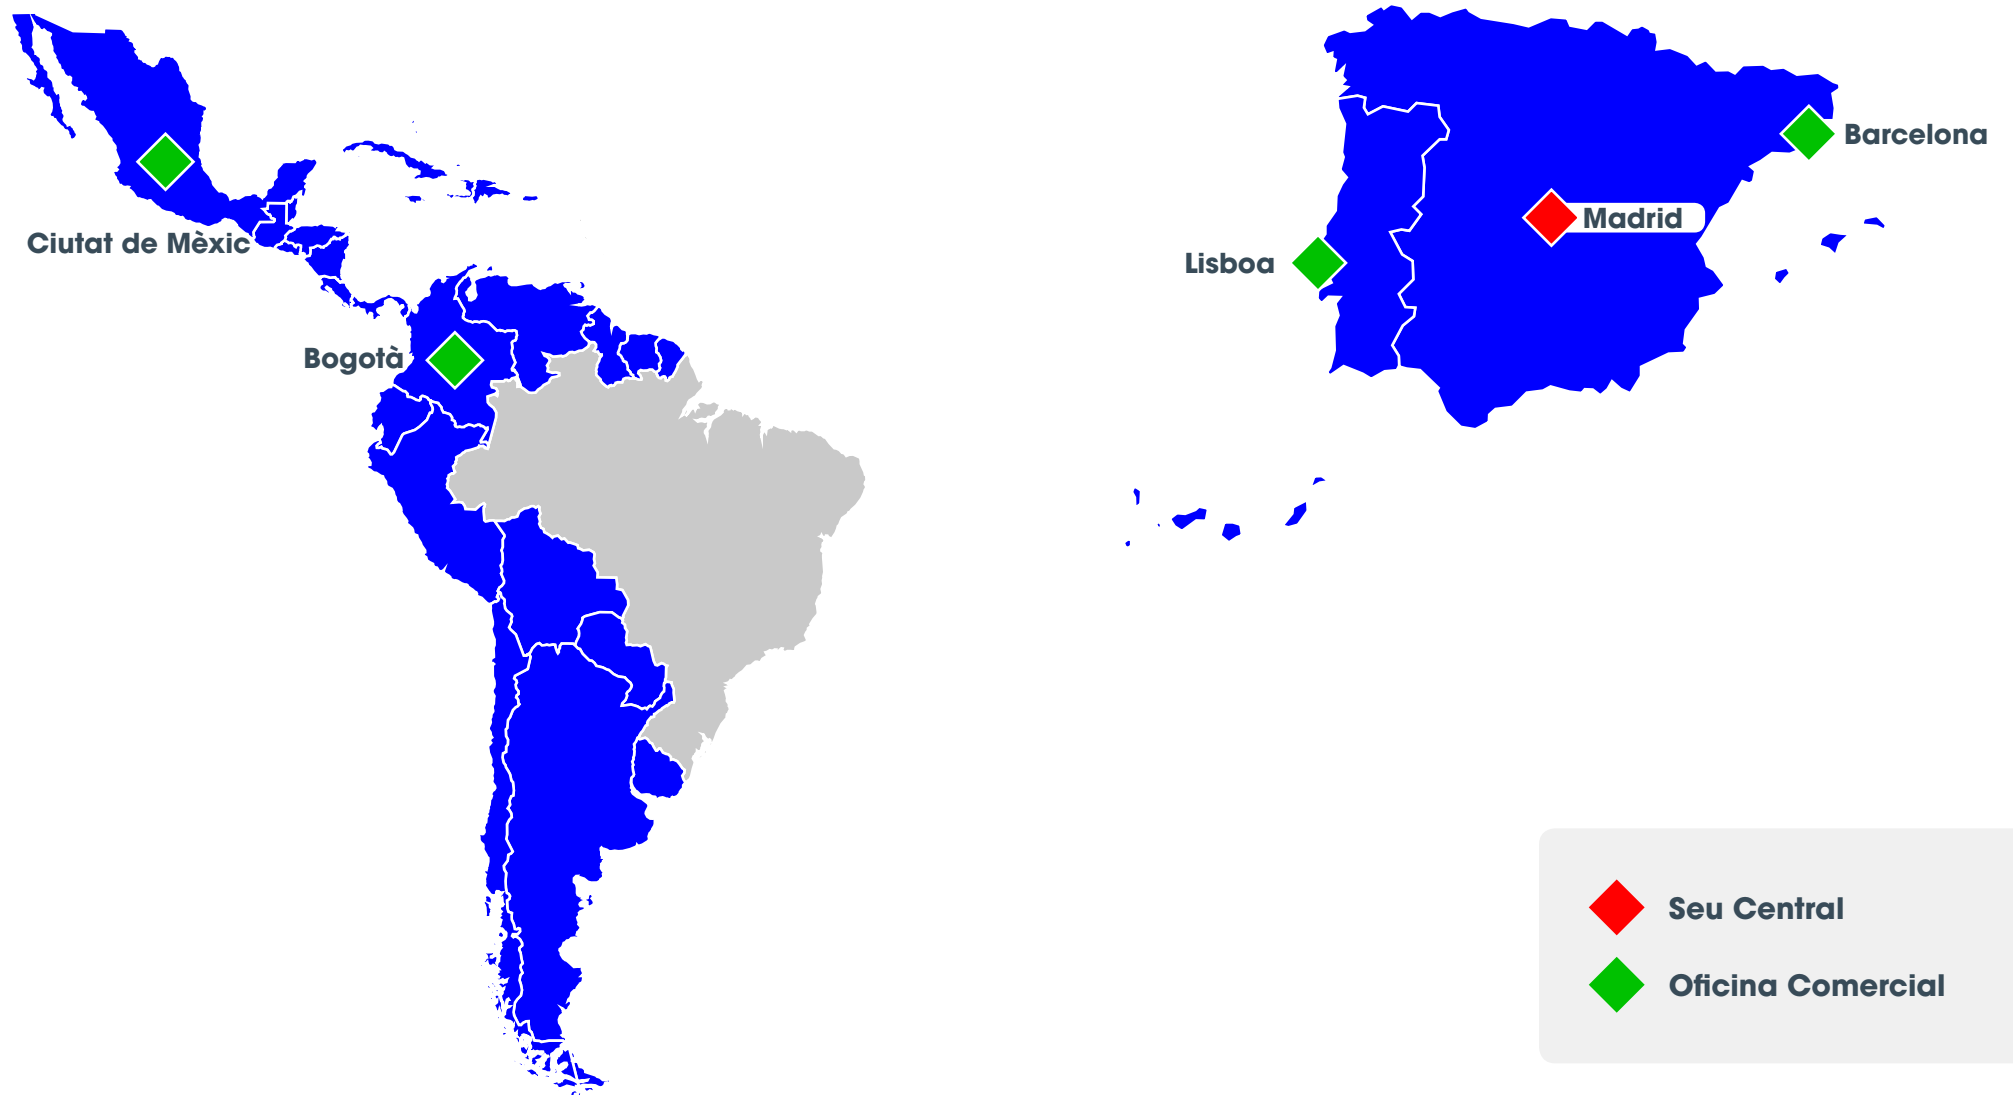 Barcelona
Madrid
Ciutat de Mèxic
Lisboa
Bogotà
Seu Central
Oficina Comercial